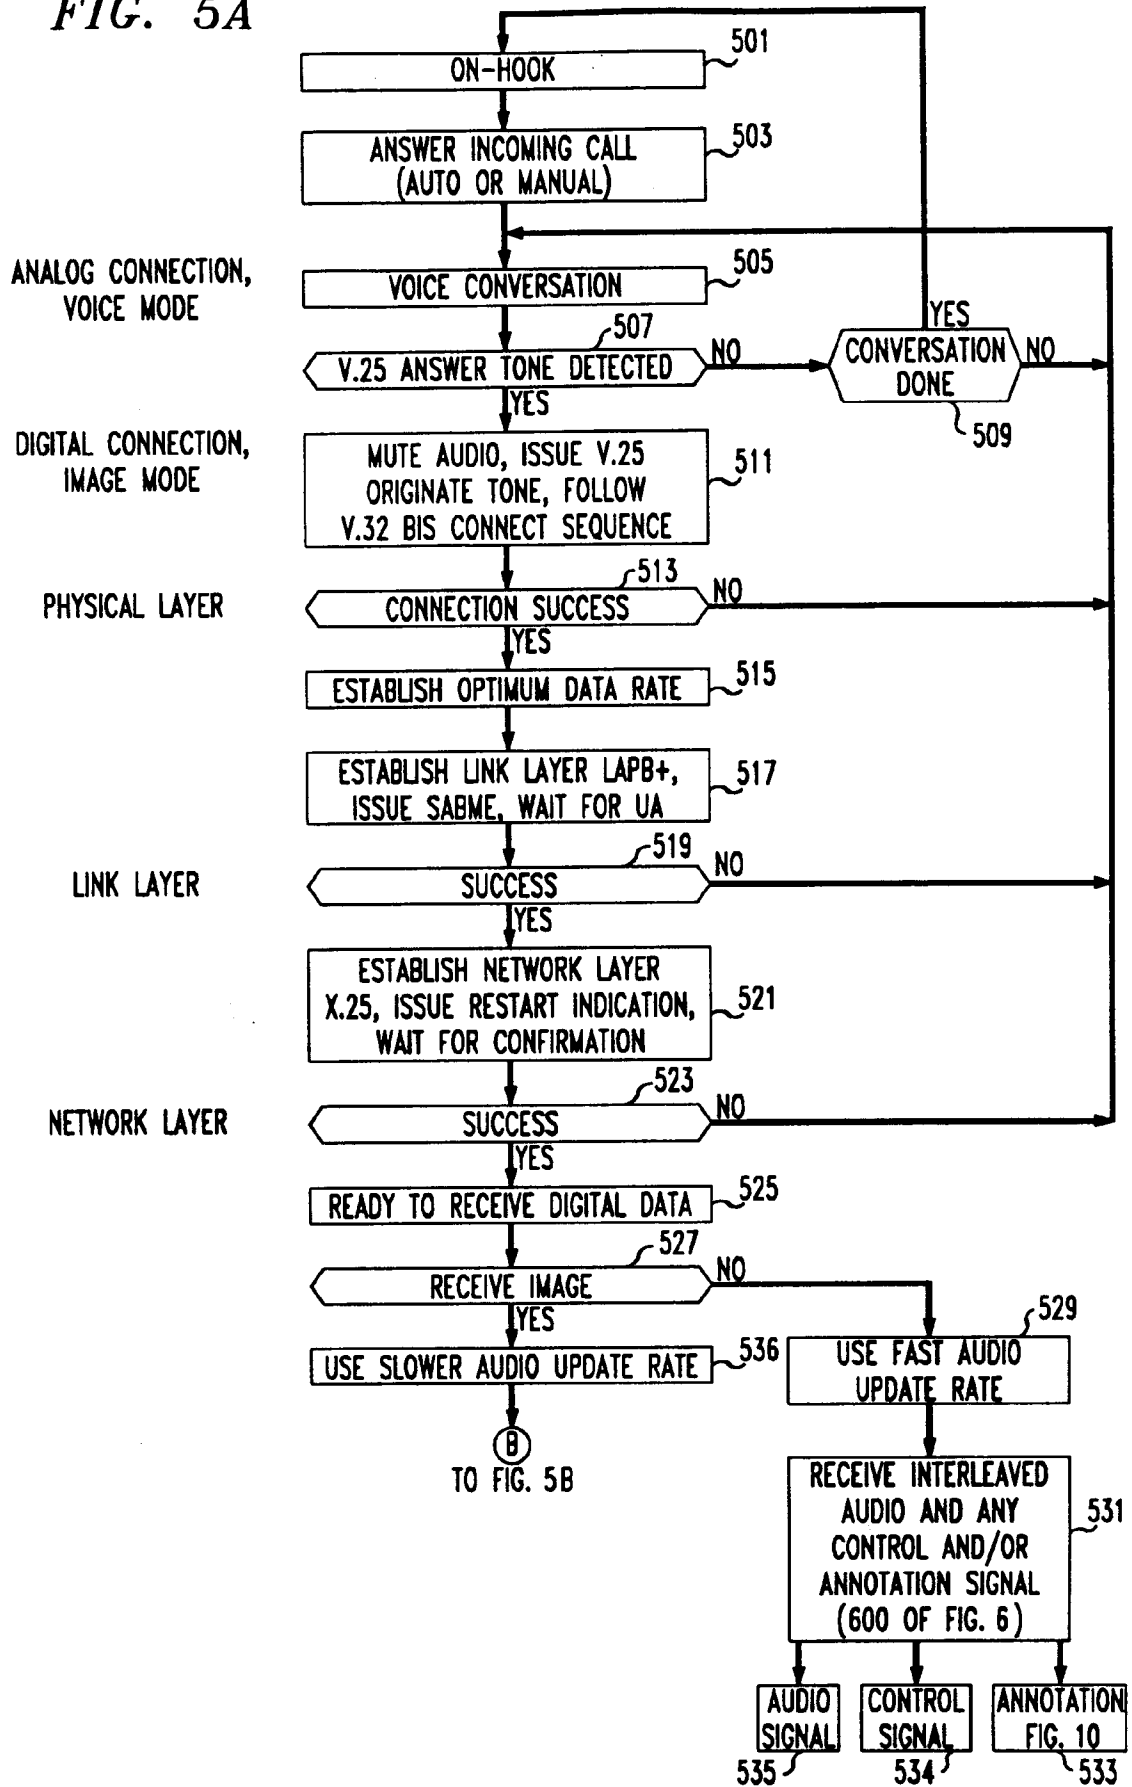 FIG. 5A
501
ON-HOOK
503
ANSWER INCOMING CALL
(AUTO OR MANUAL)
ANALOG CONNECTION,
VOICE MODE
505
VOICE CONVERSATION
507
V.25 ANSWER TONE DETECTED
NO
YES
YES
CONVERSATION
DONE
NO
509
DIGITAL CONNECTION,
IMAGE MODE
MUTE AUDIO, ISSUE V.25
ORIGINATE TONE, FOLLOW
V.32 BIS CONNECT SEQUENCE
511
PHYSICAL LAYER
513
CONNECTION SUCCESS
NO
YES
ESTABLISH OPTIMUM DATA RATE
515
ESTABLISH LINK LAYER LAPB+,
ISSUE SABME, WAIT FOR UA
517
LINK LAYER
519
SUCCESS
NO
YES
ESTABLISH NETWORK LAYER
X.25, ISSUE RESTART INDICATION,
WAIT FOR CONFIRMATION
521
NETWORK LAYER
523
SUCCESS
NO
YES
READY TO RECEIVE DIGITAL DATA
525
527
RECEIVE IMAGE
NO
YES
USE SLOWER AUDIO UPDATE RATE
536
B
TO FIG. 5B
529
USE FAST AUDIO
UPDATE RATE
RECEIVE INTERLEAVED
AUDIO AND ANY
CONTROL AND/OR
ANNOTATION SIGNAL
(600 OF FIG. 6)
531
AUDIO
SIGNAL
535
CONTROL
SIGNAL
534
ANNOTATION
FIG. 10
533